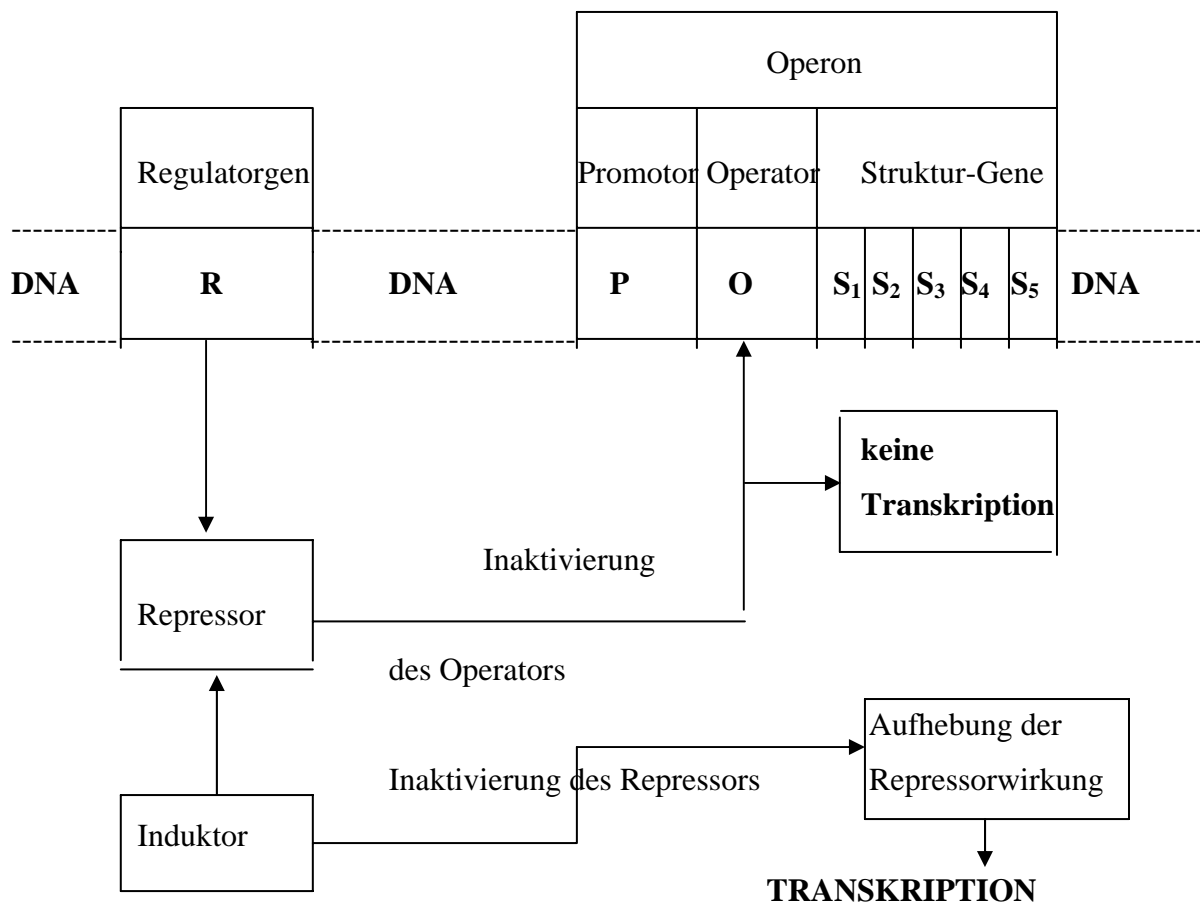 Operon
Regulatorgen Promotor Operator Struktur-Gene
DNA R DNA P O S₁ S₂ S₃ S₄ S₅ DNA
keine
Transkription
Inaktivierung
Repressor
des Operators
Aufhebung der
Inaktivierung des Repressors Repressorwirkung
Induktor
TRANSKRIPTION